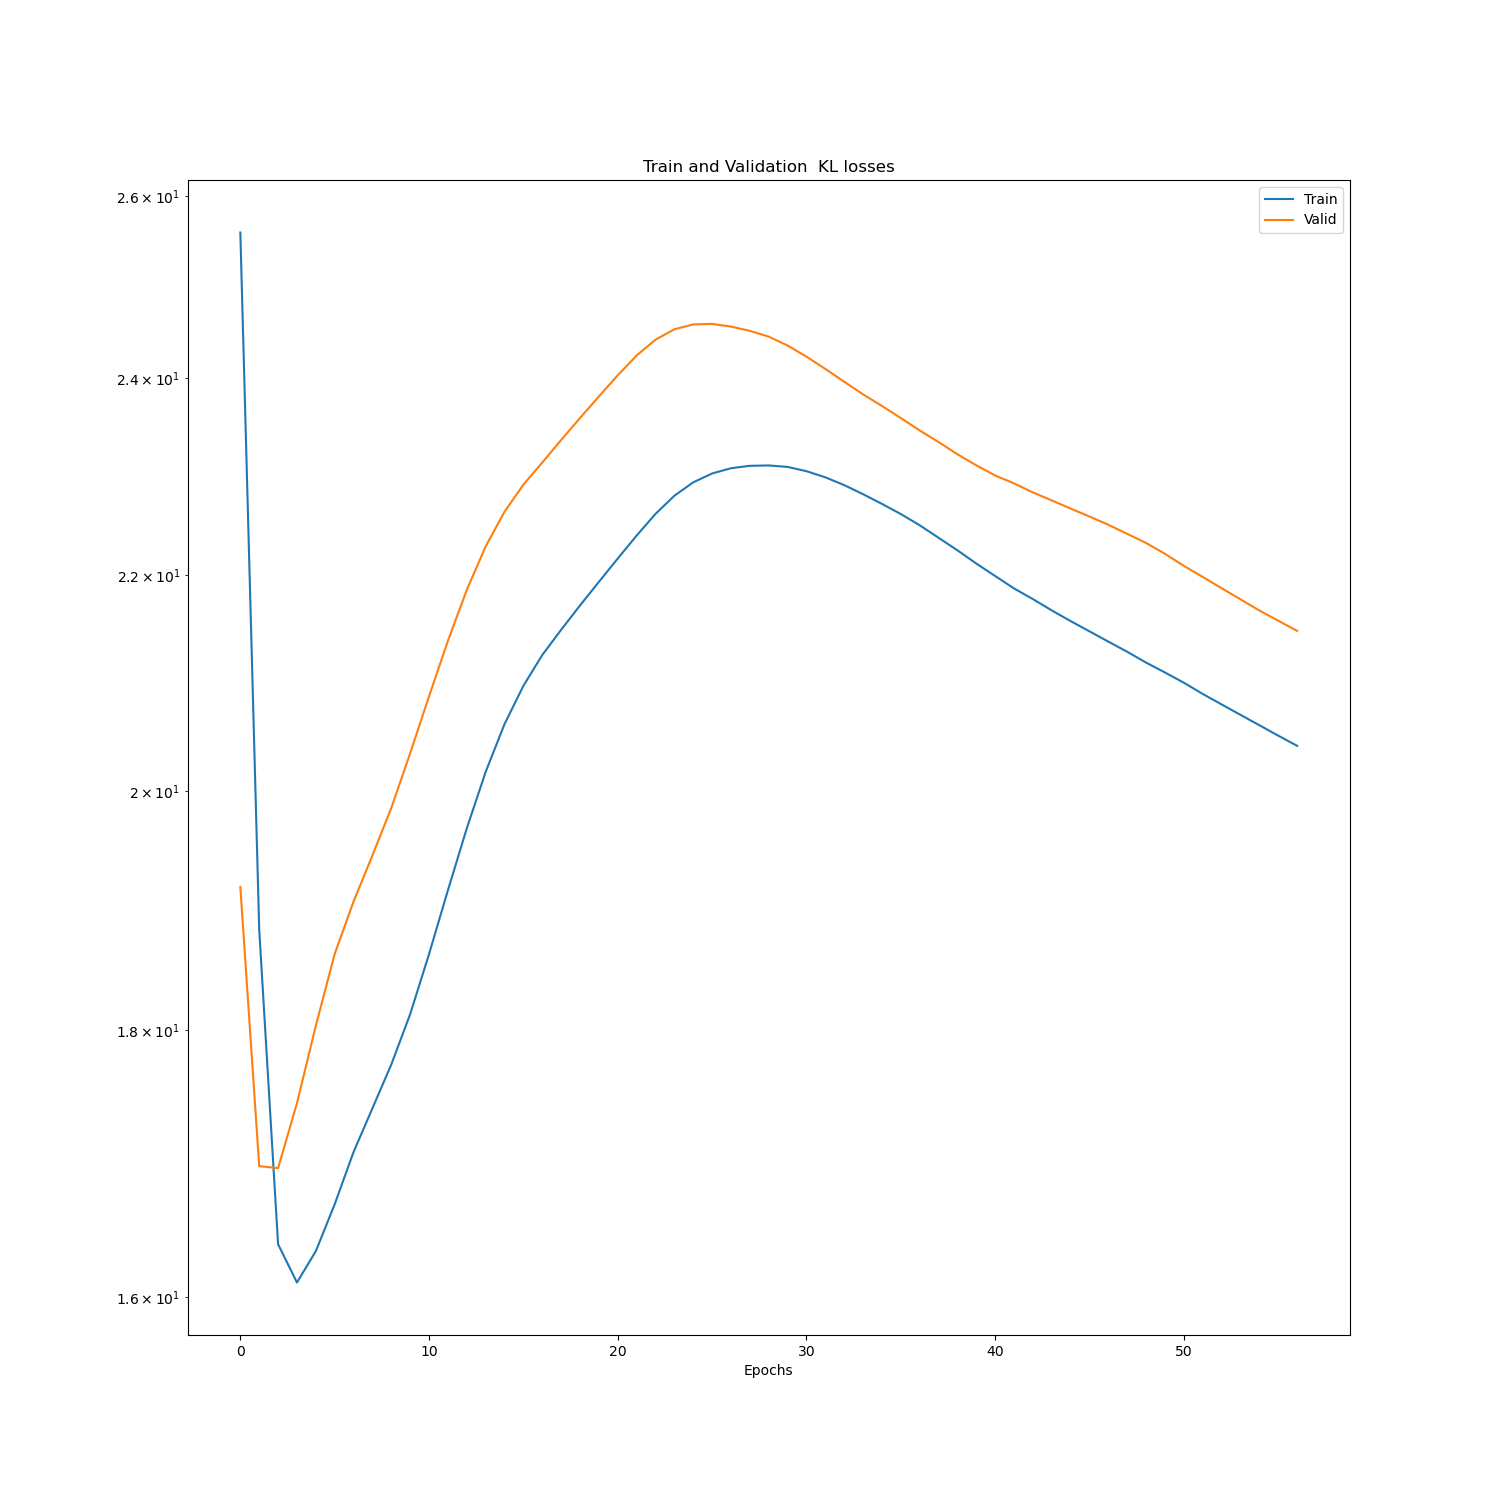 Train and Validation  KL losses
Train
Valid
2.6 × 10¹
2.4 × 10¹
2.2 × 10¹
2 × 10¹
1.8 × 10¹
1.6 × 10¹
0 10 20 30 40 50
Epochs